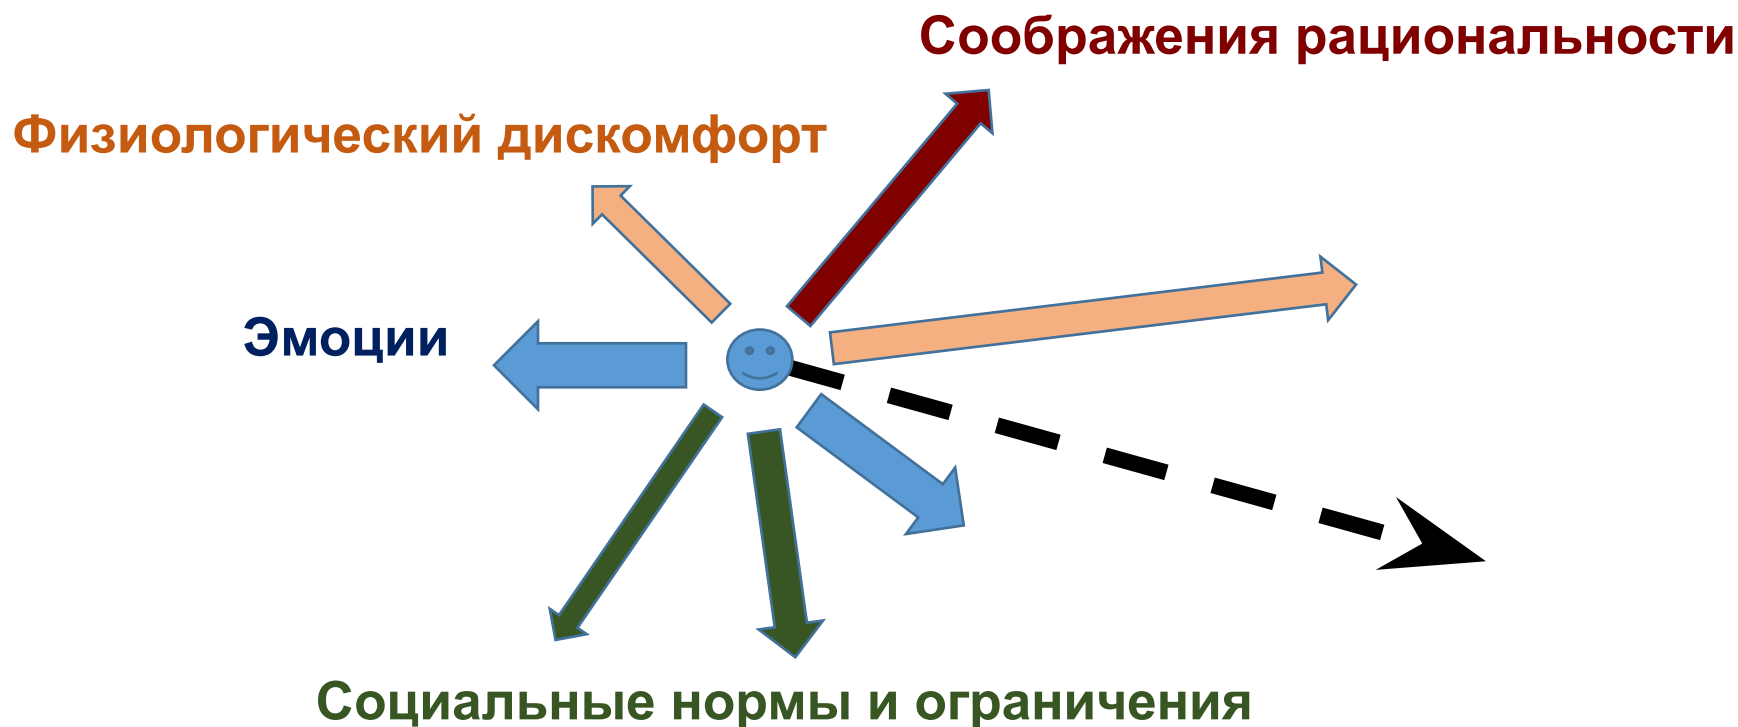 Соображения рациональности
Физиологический дискомфорт
Эмоции
Социальные нормы и ограничения